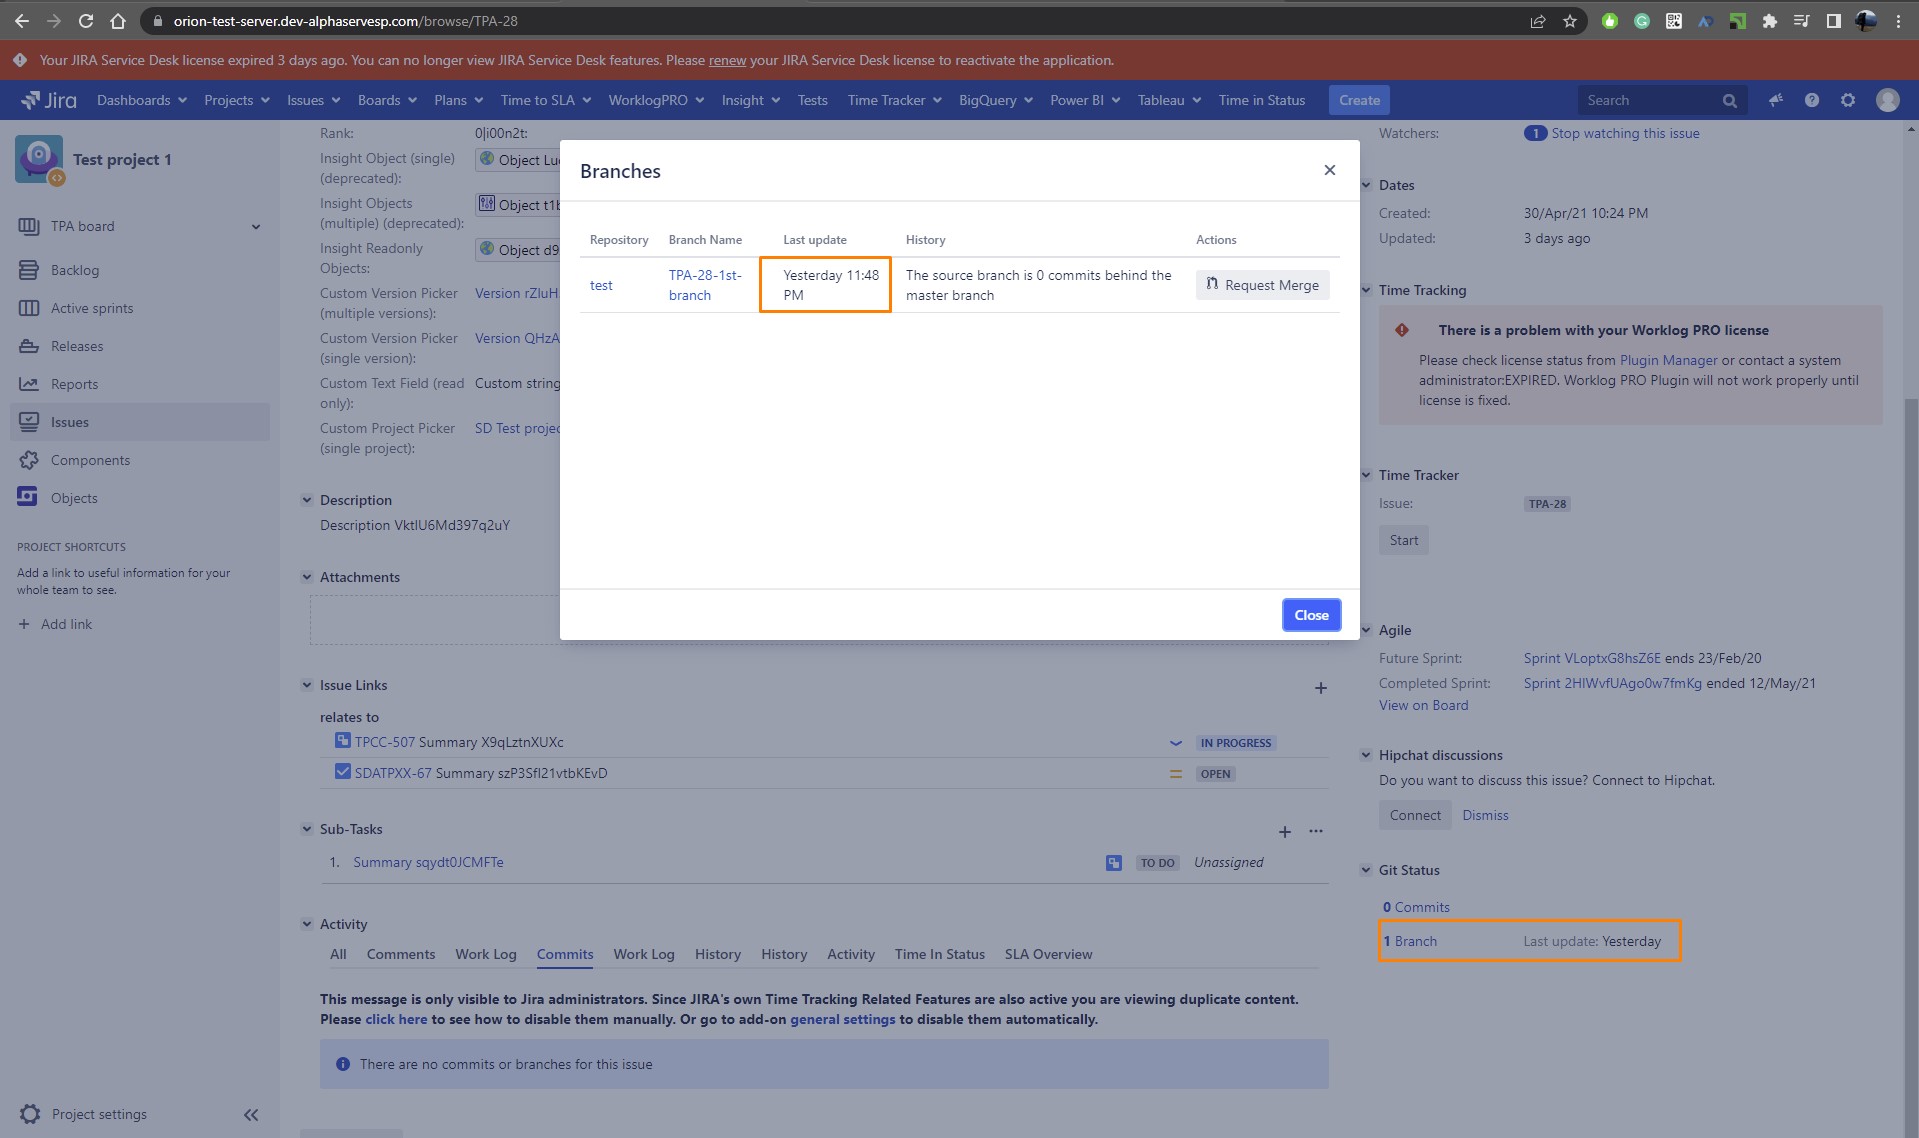 orion-test-server.dev-alphaservesp.com/browse/TPA-28
Your JIRA Service Desk license expired 3 days ago. You can no longer view JIRA Service Desk features. Please renew your JIRA Service Desk license to reactivate the application.
Jira Dashboards Projects Issues Boards Plans Time to SLA WorklogPRO Insight Tests Time Tracker BigQuery Power BI Tableau Time in Status Create Search
Test project 1
TPA board
Backlog
Active sprints
Releases
Reports
Issues
Components
Objects
PROJECT SHORTCUTS
Add a link to useful information for your
whole team to see.
Add link
Project settings
Rank: 0|i00n2t:
Insight Object (single) Object Lu
(deprecated):
Insight Objects Object t1
(multiple) (deprecated):
Insight Readonly Object d9
Objects:
Custom Version Picker Version rZluH
(multiple versions):
Custom Version Picker Version QHzA
(single version):
Custom Text Field (read Custom string
only):
Custom Project Picker SD Test projec
(single project):
Description
Description VktIU6Md397q2uY
Attachments
Branches
Repository Branch Name Last update History Actions
test TPA-28-1st- Yesterday 11:48 The source branch is 0 commits behind the Request Merge
branch PM master branch
Close
Issue Links
relates to
TPCC-507 Summary X9qLztnXUXc IN PROGRESS
SDATPXX-67 Summary szP3Sfl21vtbKEvD OPEN
Sub-Tasks
1. Summary sqydt0JCMFTe TO DO Unassigned
Activity
All Comments Work Log Commits Work Log History History Activity Time In Status SLA Overview
This message is only visible to Jira administrators. Since JIRA's own Time Tracking Related Features are also active you are viewing duplicate content.
Please click here to see how to disable them manually. Or go to add-on general settings to disable them automatically.
There are no commits or branches for this issue
Watchers: 1 Stop watching this issue
Dates
Created: 30/Apr/21 10:24 PM
Updated: 3 days ago
Time Tracking
There is a problem with your Worklog PRO license
Please check license status from Plugin Manager or contact a system
administrator:EXPIRED. Worklog PRO Plugin will not work properly until
license is fixed.
Time Tracker
Issue: TPA-28
Start
Agile
Future Sprint: Sprint VLoptxG8hsZ6E ends 23/Feb/20
Completed Sprint: Sprint 2HIWvfUAgo0w7fmKg ended 12/May/21
View on Board
Hipchat discussions
Do you want to discuss this issue? Connect to Hipchat.
Connect Dismiss
Git Status
0 Commits
1 Branch Last update: Yesterday